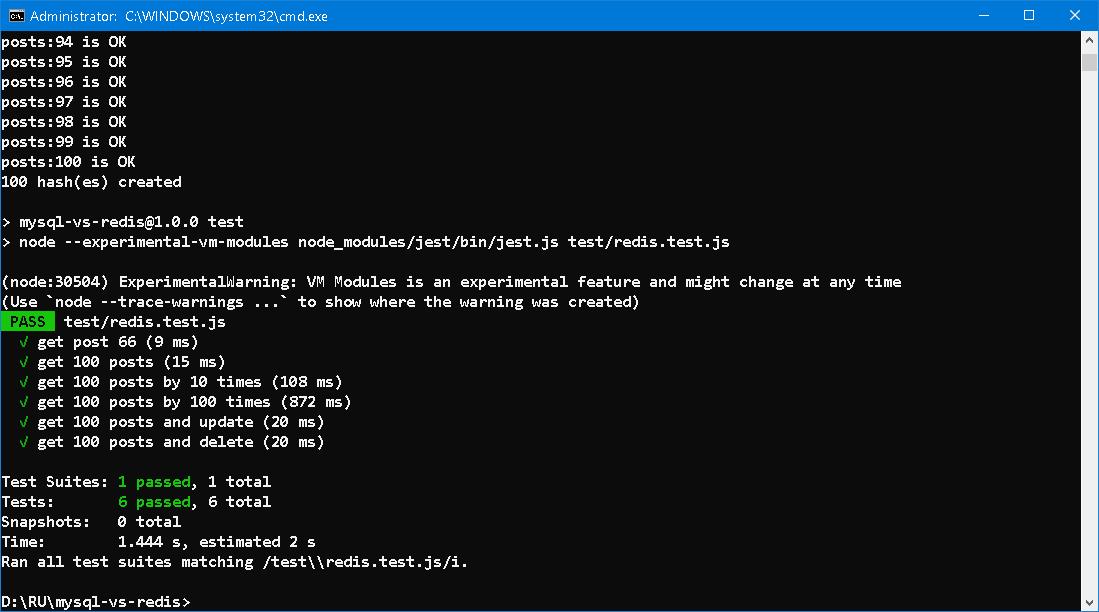 Administrator: C:\WINDOWS\system32\cmd.exe
posts:94 is OK
posts:95 is OK
posts:96 is OK
posts:97 is OK
posts:98 is OK
posts:99 is OK
posts:100 is OK
100 hash(es) created
> mysql-vs-redis@1.0.0 test
> node --experimental-vm-modules node_modules/jest/bin/jest.js test/redis.test.js
(node:30504) ExperimentalWarning: VM Modules is an experimental feature and might change at any time
(Use `node --trace-warnings ...` to show where the warning was created)
PASS test/redis.test.js
√ get post 66 (9 ms)
√ get 100 posts (15 ms)
√ get 100 posts by 10 times (108 ms)
√ get 100 posts by 100 times (872 ms)
√ get 100 posts and update (20 ms)
√ get 100 posts and delete (20 ms)
Test Suites: 1 passed, 1 total
Tests: 6 passed, 6 total
Snapshots: 0 total
Time: 1.444 s, estimated 2 s
Ran all test suites matching /test\\redis.test.js/i.
D:\RU\mysql-vs-redis>